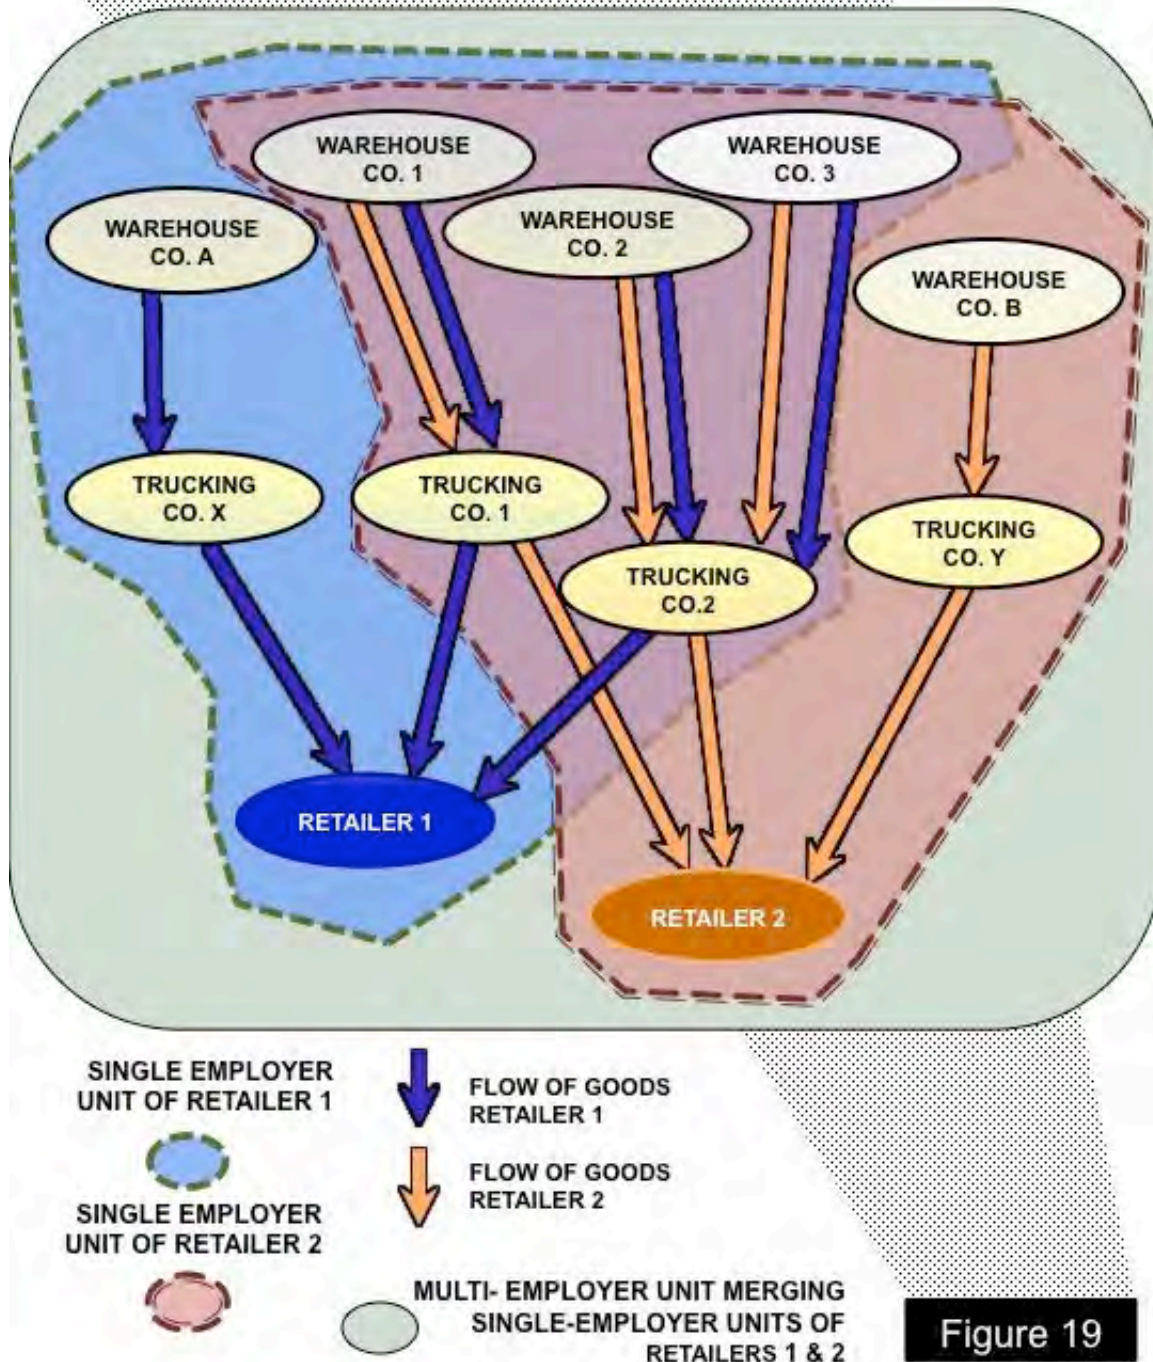 WAREHOUSE
CO. 1
WAREHOUSE
CO. 3
WAREHOUSE
CO. A
WAREHOUSE
CO. 2
WAREHOUSE
CO. B
TRUCKING
CO. X
TRUCKING
CO. 1
TRUCKING
CO. Y
TRUCKING
CO.2
RETAILER 1
RETAILER 2
SINGLE EMPLOYER
UNIT OF RETAILER 1
FLOW OF GOODS
RETAILER 1
FLOW OF GOODS
RETAILER 2
SINGLE EMPLOYER
UNIT OF RETAILER 2
MULTI- EMPLOYER UNIT MERGING
SINGLE-EMPLOYER UNITS OF
RETAILERS 1 & 2
Figure 19